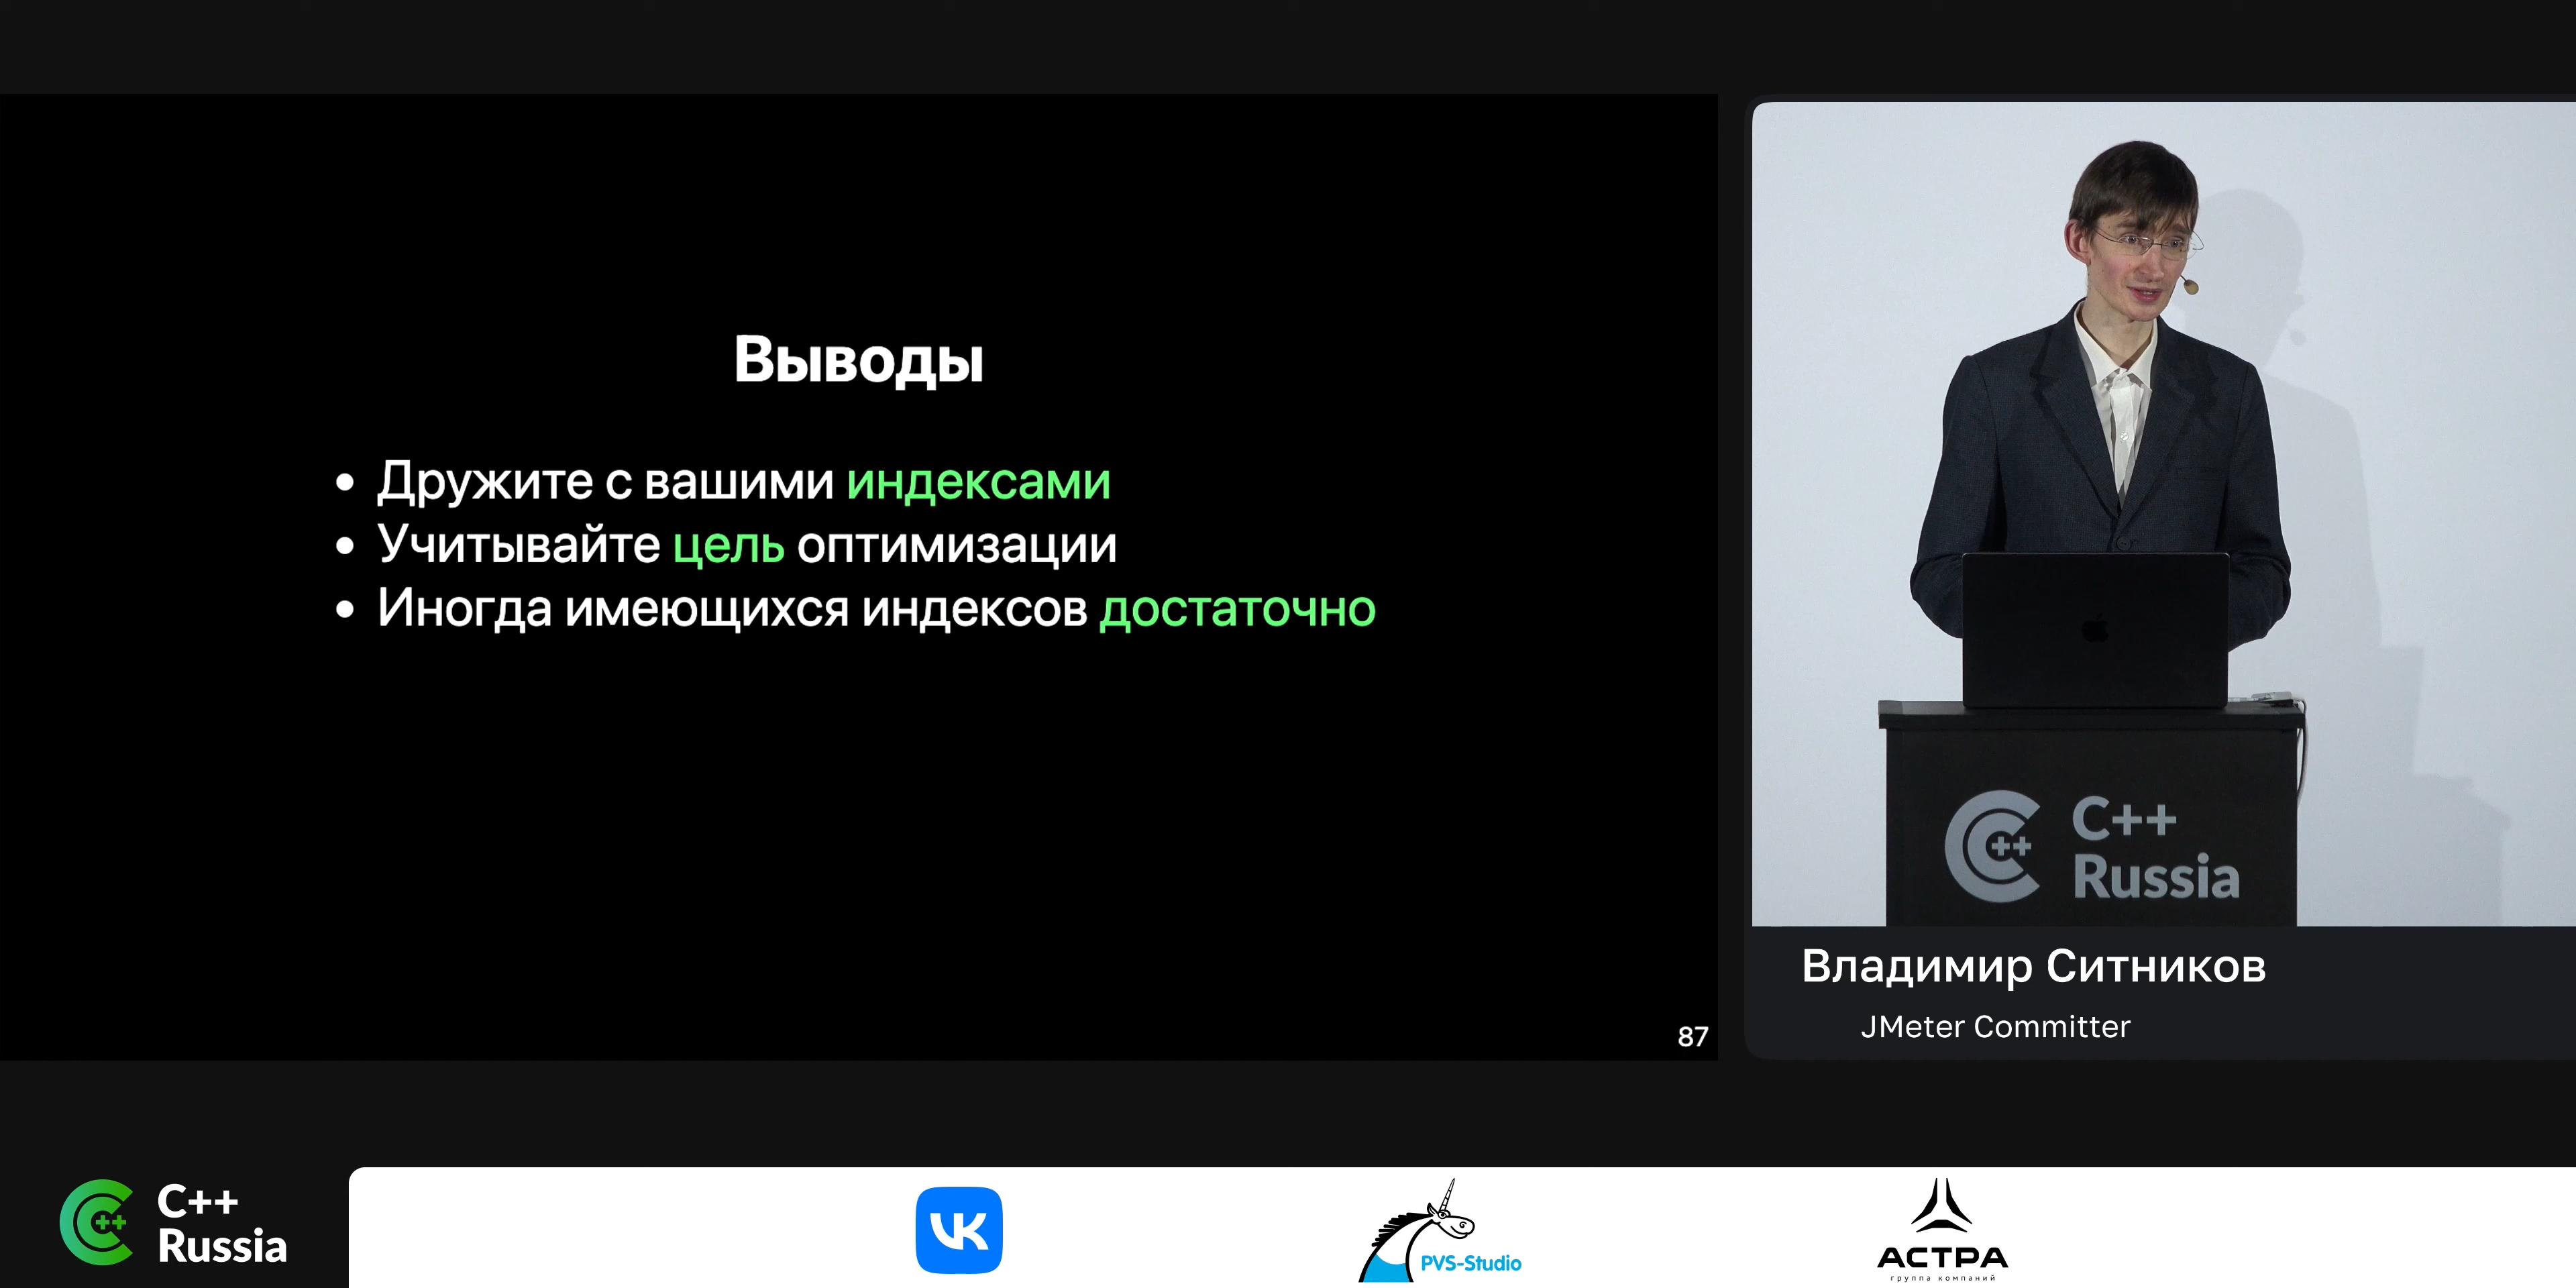 Выводы
• Дружите с вашими индексами
• Учитывайте цель оптимизации
• Иногда имеющихся индексов достаточно
87
C++
Russia
Владимир Ситников
JMeter Committer
C++
Russia
VK
PVS-Studio
АСТРА
группа компаний